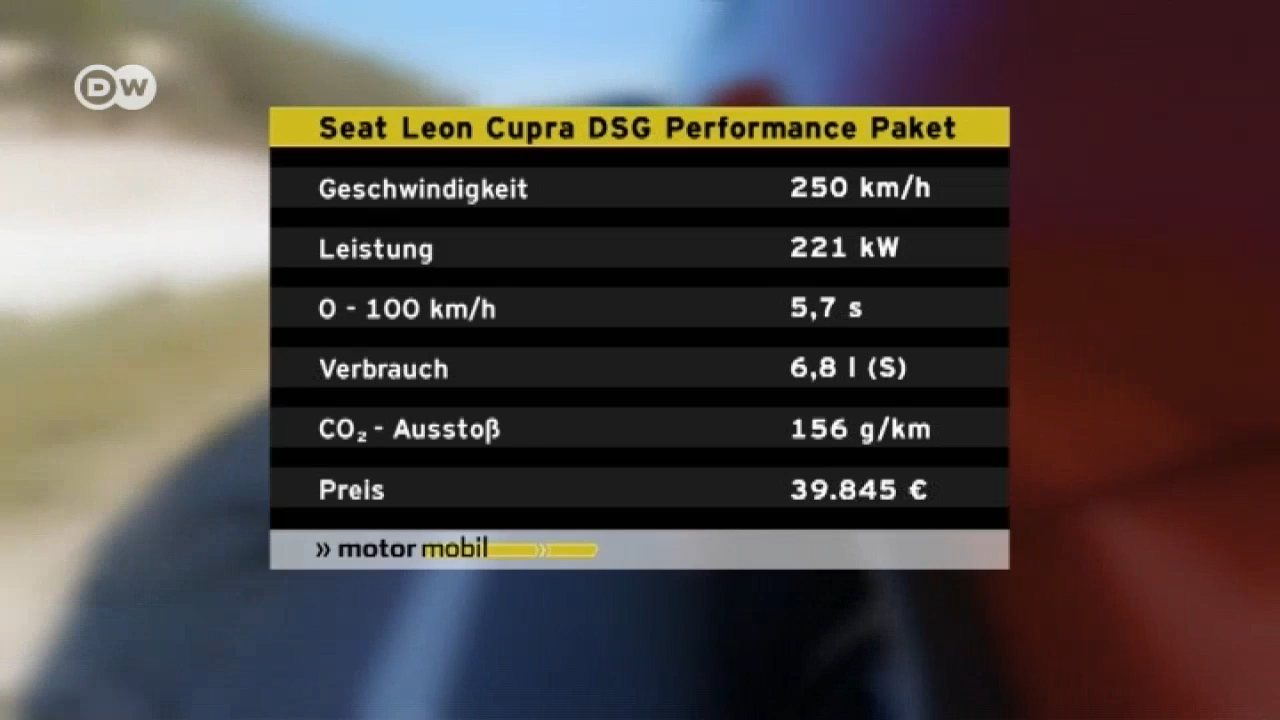 DW
Seat Leon Cupra DSG Performance Paket
Geschwindigkeit 250 km/h
Leistung 221 kW
0 - 100 km/h 5,7 s
Verbrauch 6,8 l (S)
CO₂ - Ausstoß 156 g/km
Preis 39.845 €
» motor mobil »